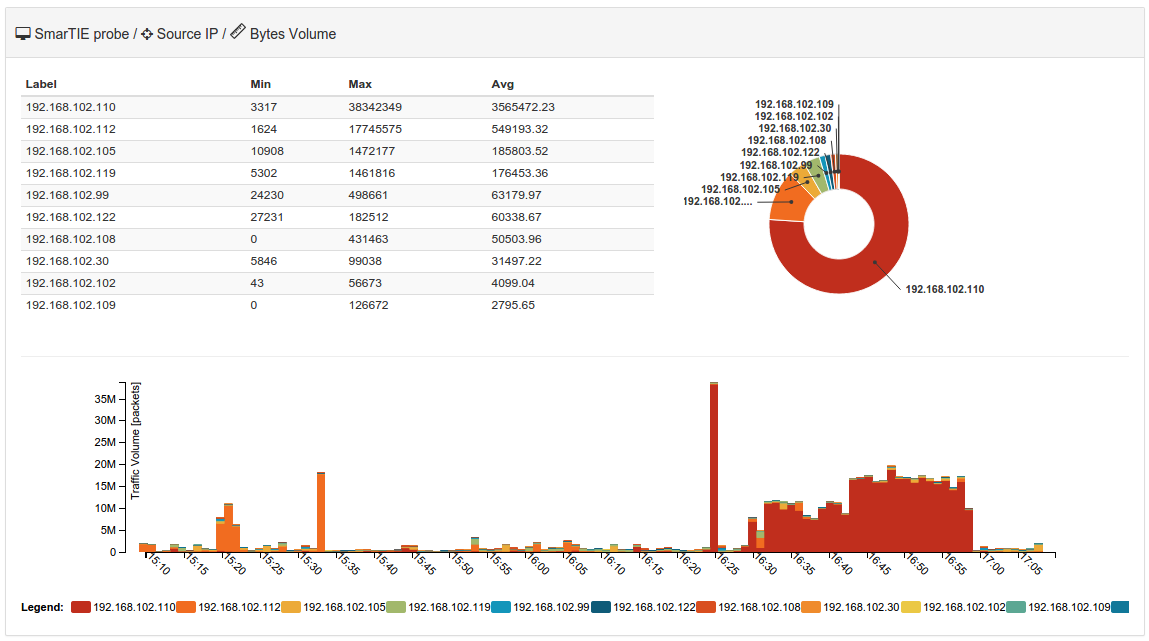 SmarTIE probe / Source IP / Bytes Volume
Label Min Max Avg
192.168.102.110 3317 38342349 3565472.23
192.168.102.112 1624 17745575 549193.32
192.168.102.105 10908 1472177 185803.52
192.168.102.119 5302 1461816 176453.36
192.168.102.99 24230 498661 63179.97
192.168.102.122 27231 182512 60338.67
192.168.102.108 0 431463 50503.96
192.168.102.30 5846 99038 31497.22
192.168.102.102 43 56673 4099.04
192.168.102.109 0 126672 2795.65
192.168.102.109
192.168.102.102
192.168.102.30
192.168.102.108
192.168.102.122
192.168.102.99
192.168.102.119
192.168.102.105
192.168.102....
192.168.102.110
Traffic Volume [packets]
35M
30M
25M
20M
15M
10M
5M
0
15:10 15:15 15:20 15:25 15:30 15:35 15:40 15:45 15:50 15:55 16:00 16:05 16:10 16:15 16:20 16:25 16:30 16:35 16:40 16:45 16:50 16:55 17:00 17:05
Legend: 192.168.102.110 192.168.102.112 192.168.102.105 192.168.102.119 192.168.102.99 192.168.102.122 192.168.102.108 192.168.102.30 192.168.102.102 192.168.102.109